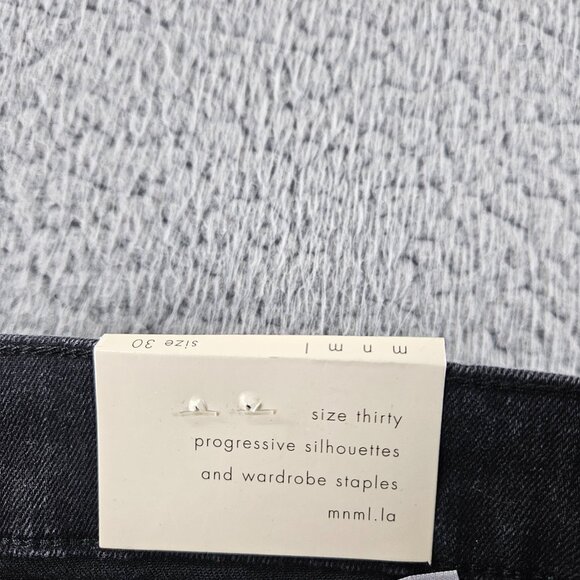 m n m l size 30
size thirty
progressive silhouettes
and wardrobe staples
mnml.la